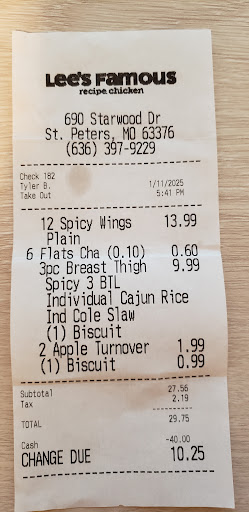 Lee's Famous
recipe chicken
690 Starwood Dr
St. Peters, MO 63376
(636) 397-9229
Check 182
Tyler B. 1/11/2025
Take Out 5:41 PM
12 Spicy Wings 13.99
Plain
6 Flats Cha (0.10) 0.60
3pc Breast Thigh 9.99
Spicy 3 BTL
Individual Cajun Rice
Ind Cole Slaw
(1) Biscuit
2 Apple Turnover 1.99
(1) Biscuit 0.99
Subtotal 27.56
Tax 2.19
TOTAL 29.75
Cash -40.00
CHANGE DUE 10.25